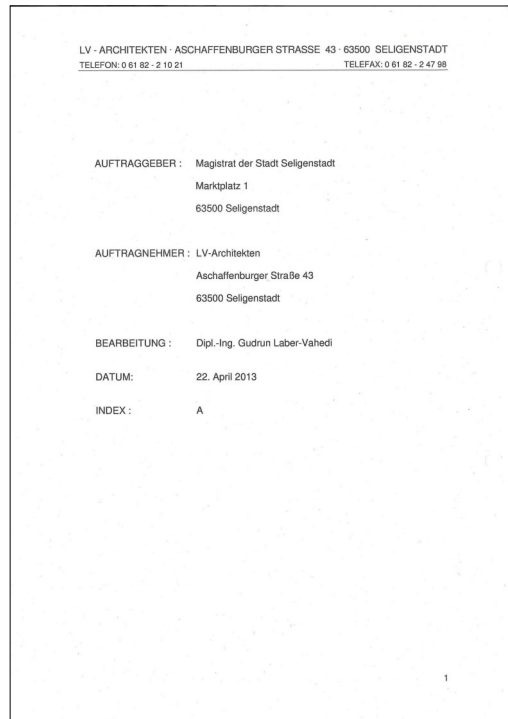 LV - ARCHITEKTEN · ASCHAFFENBURGER STRASSE 43 · 63500 SELIGENSTADT
TELEFON: 0 61 82 - 2 10 21 TELEFAX: 0 61 82 - 2 47 98
AUFTRAGGEBER : Magistrat der Stadt Seligenstadt
Marktplatz 1
63500 Seligenstadt
AUFTRAGNEHMER : LV-Architekten
Aschaffenburger Straße 43
63500 Seligenstadt
BEARBEITUNG : Dipl.-Ing. Gudrun Laber-Vahedi
DATUM: 22. April 2013
INDEX : A
1